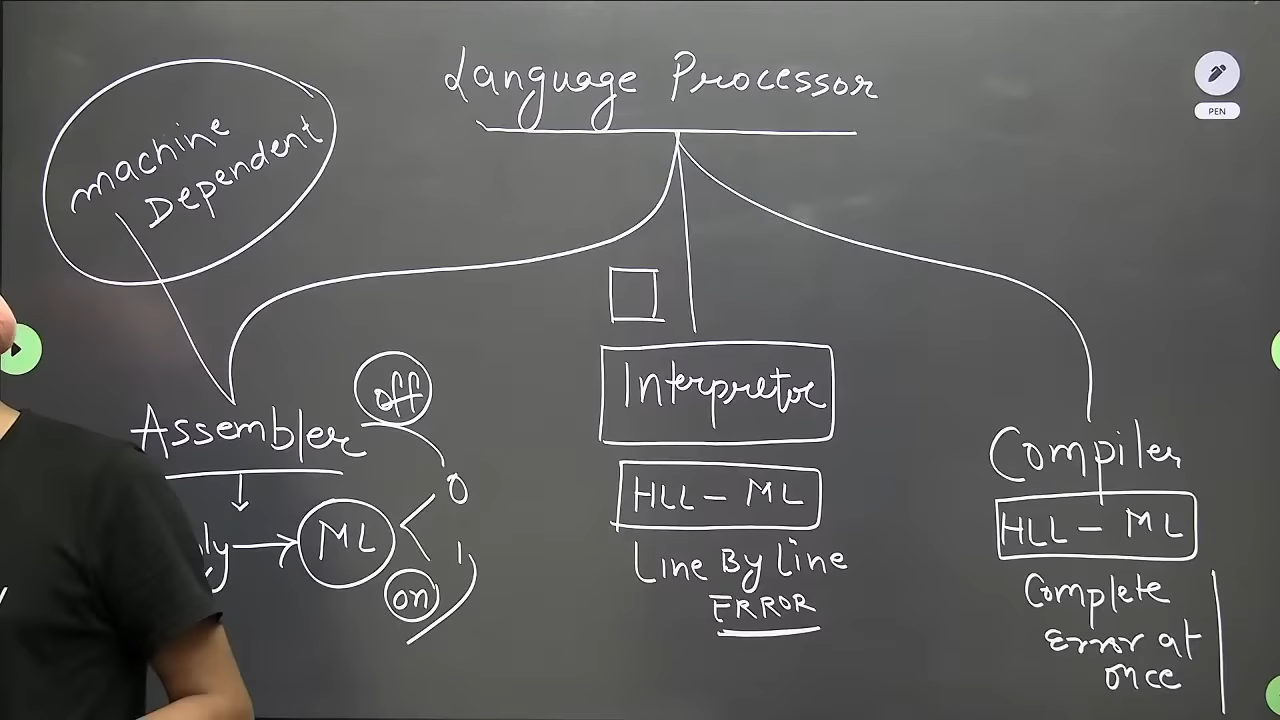 Language Processor
PEN
machine
Dependent
Assembler
off
ML
0
1
on
Interpretor
HLL - ML
Line By Line
ERROR
Compiler
HLL - ML
Complete
Error at
once